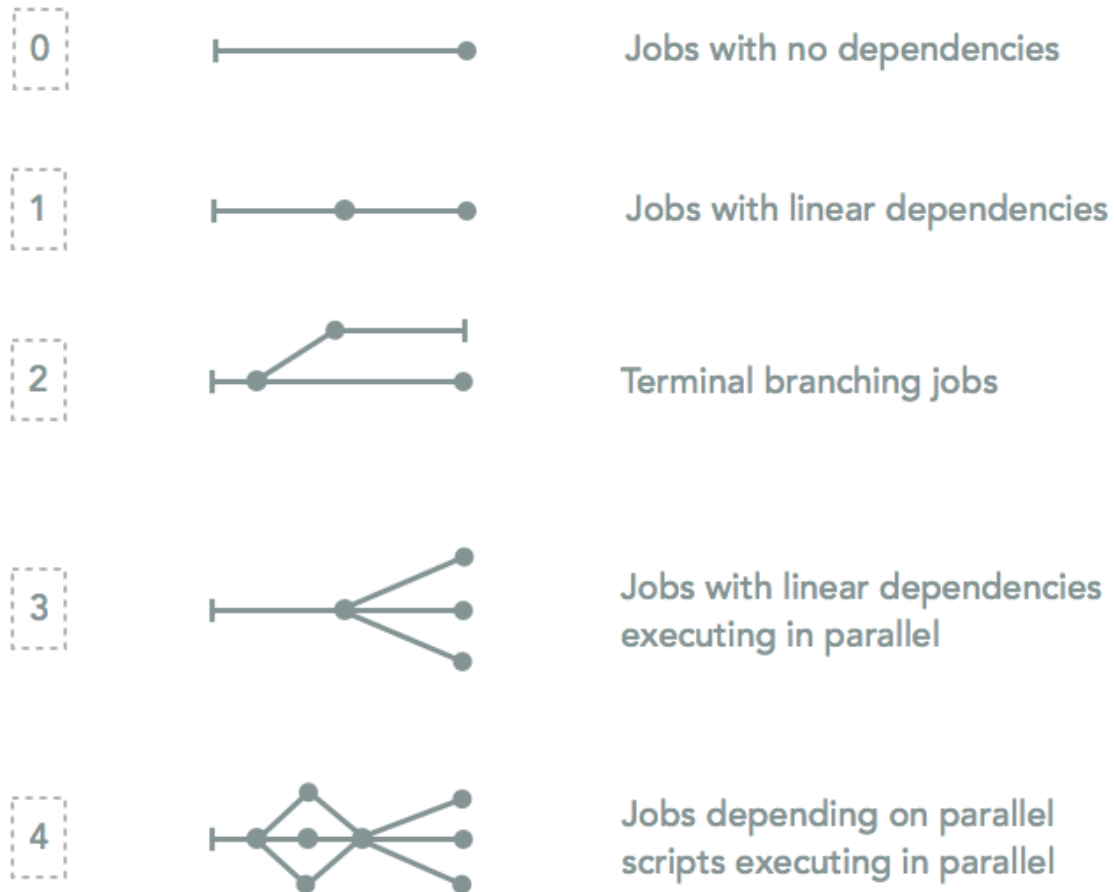 0
Jobs with no dependencies
1
Jobs with linear dependencies
2
Terminal branching jobs
3
Jobs with linear dependencies
executing in parallel
4
Jobs depending on parallel
scripts executing in parallel